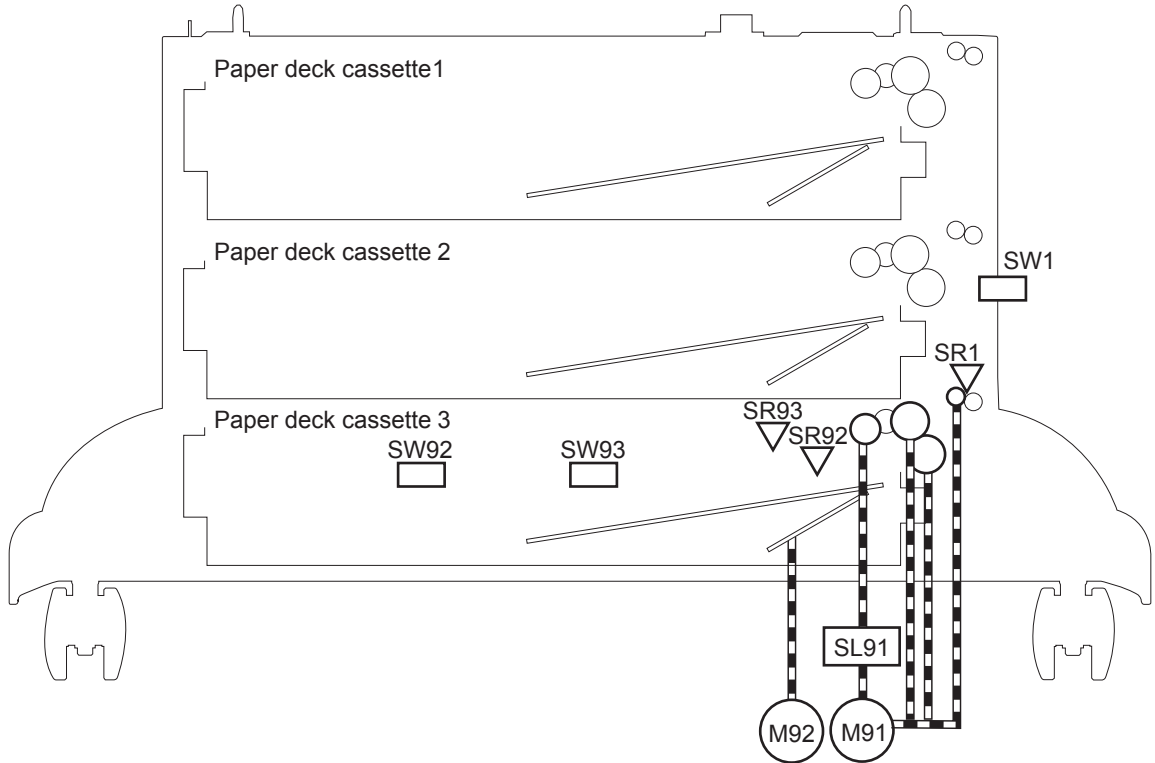 Paper deck cassette1
Paper deck cassette 2
SW1
SR1
Paper deck cassette 3
SR93
SR92
SW92
SW93
SL91
M92
M91